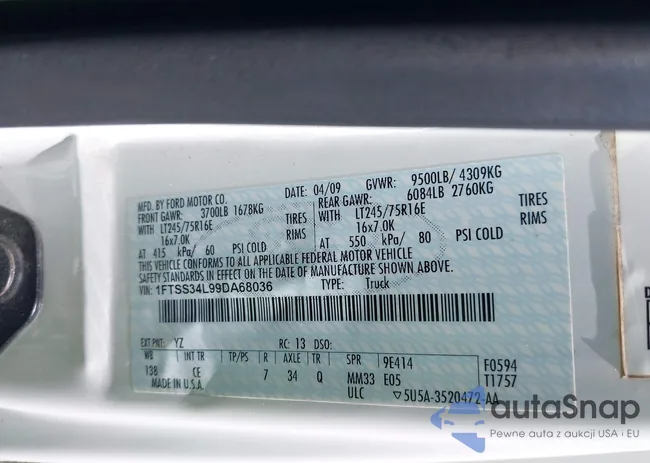 MFD. BY FORD MOTOR CO. DATE: 04/09 GVWR: 9500LB/ 4309KG
FRONT GAWR: 3700LB 1678KG REAR GAWR: 6084LB 2760KG
WITH LT245/75R16E TIRES WITH LT245/75R16E TIRES
16x7.0K RIMS 16x7.0K RIMS
AT 415 kPa/ 60 PSI COLD AT 550 kPa/ 80 PSI COLD
THIS VEHICLE CONFORMS TO ALL APPLICABLE FEDERAL MOTOR VEHICLE
SAFETY STANDARDS IN EFFECT ON THE DATE OF MANUFACTURE SHOWN ABOVE.
VIN: 1FTSS34L99DA68036 TYPE: Truck
EXT PNT: YZ RC: 13 DSO:
WB INT TR TP/PS R AXLE TR SPR 9E414 F0594
138 CE 7 34 Q MM33 E05 T1757
MADE IN U.S.A. ULC ▽5U5A-3520472-AA
autaSnap
Pewne auta z aukcji USA i EU